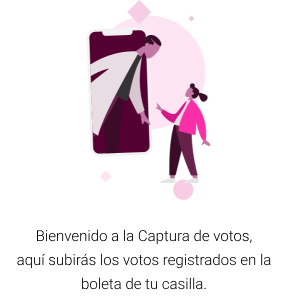 Bienvenido a la Captura de votos,
aquí subirás los votos registrados en la
boleta de tu casilla.